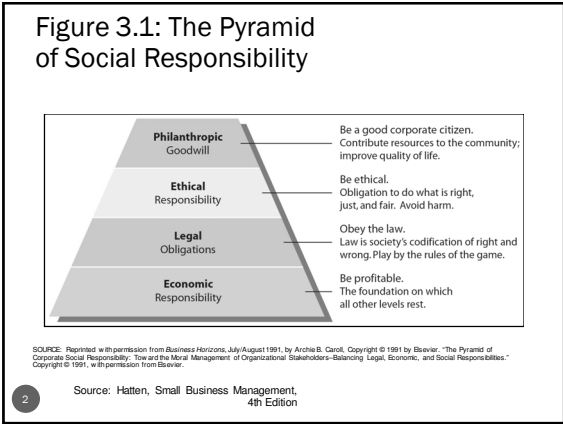 Figure 3.1: The Pyramid
of Social Responsibility
Philanthropic
Goodwill
Be a good corporate citizen.
Contribute resources to the community;
improve quality of life.
Ethical
Responsibility
Be ethical.
Obligation to do what is right,
just, and fair. Avoid harm.
Legal
Obligations
Obey the law.
Law is society's codification of right and
wrong. Play by the rules of the game.
Economic
Responsibility
Be profitable.
The foundation on which
all other levels rest.
SOURCE: Reprinted with permission from Business Horizons, July/August 1991, by Archie B. Caroll, Copyright © 1991 by Elsevier. "The Pyramid of
Corporate Social Responsibility: Toward the Moral Management of Organizational Stakeholders–Balancing Legal, Economic, and Social Responsibilities."
Copyright © 1991, with permission from Elsevier.
2
Source: Hatten, Small Business Management,
4th Edition